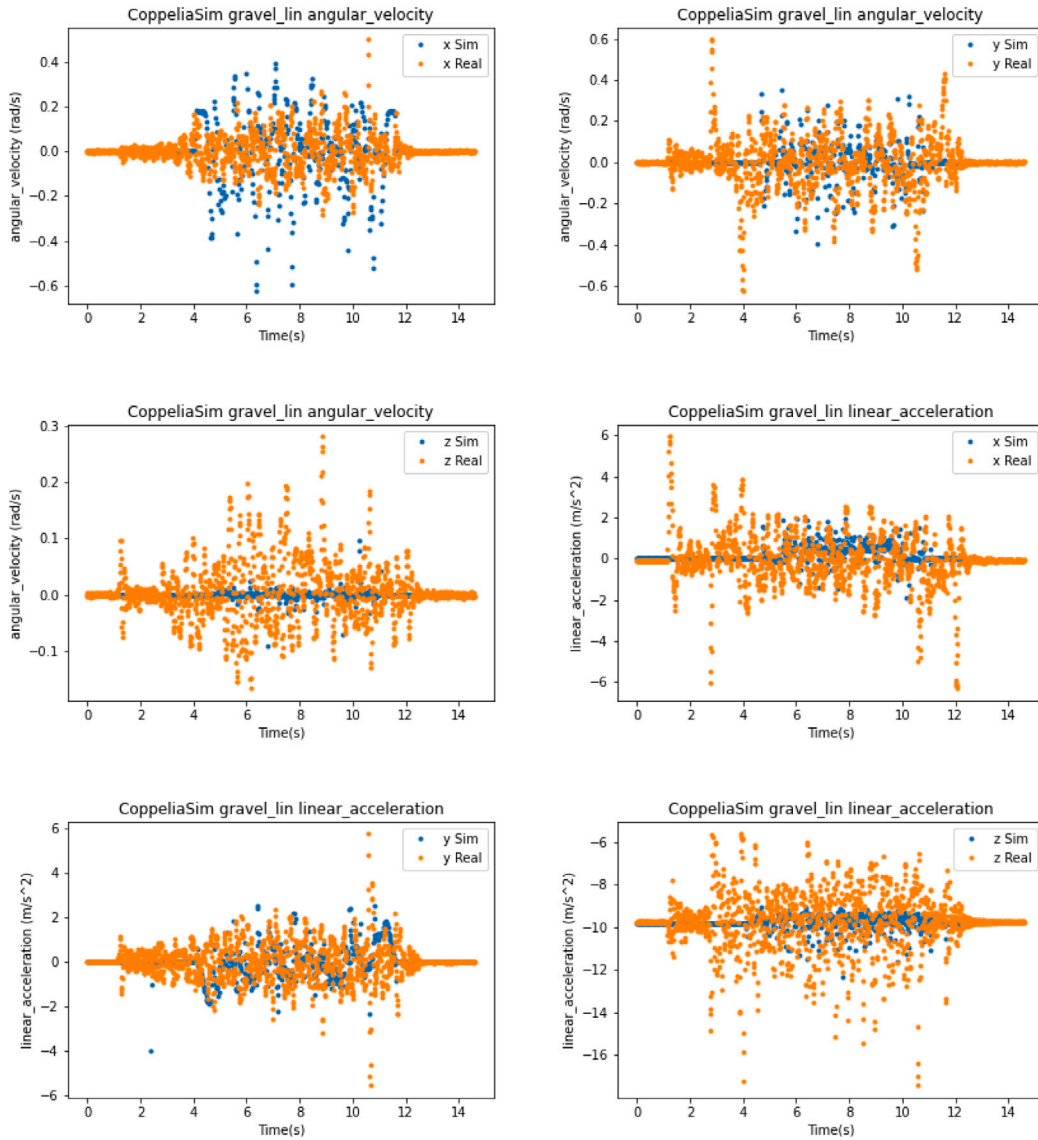 CoppeliaSim gravel_lin angular_velocity
x Sim
x Real
angular_velocity (rad/s)
0.4
0.2
0.0
−0.2
−0.4
−0.6
0 2 4 6 8 10 12 14
Time(s)
CoppeliaSim gravel_lin angular_velocity
y Sim
y Real
angular_velocity (rad/s)
0.6
0.4
0.2
0.0
−0.2
−0.4
−0.6
0 2 4 6 8 10 12 14
Time(s)
CoppeliaSim gravel_lin angular_velocity
z Sim
z Real
angular_velocity (rad/s)
0.3
0.2
0.1
0.0
−0.1
0 2 4 6 8 10 12 14
Time(s)
CoppeliaSim gravel_lin linear_acceleration
x Sim
x Real
linear_acceleration (m/s^2)
6
4
2
0
−2
−4
−6
0 2 4 6 8 10 12 14
Time(s)
CoppeliaSim gravel_lin linear_acceleration
y Sim
y Real
linear_acceleration (m/s^2)
6
4
2
0
−2
−4
−6
0 2 4 6 8 10 12 14
Time(s)
CoppeliaSim gravel_lin linear_acceleration
z Sim
z Real
linear_acceleration (m/s^2)
−6
−8
−10
−12
−14
−16
0 2 4 6 8 10 12 14
Time(s)